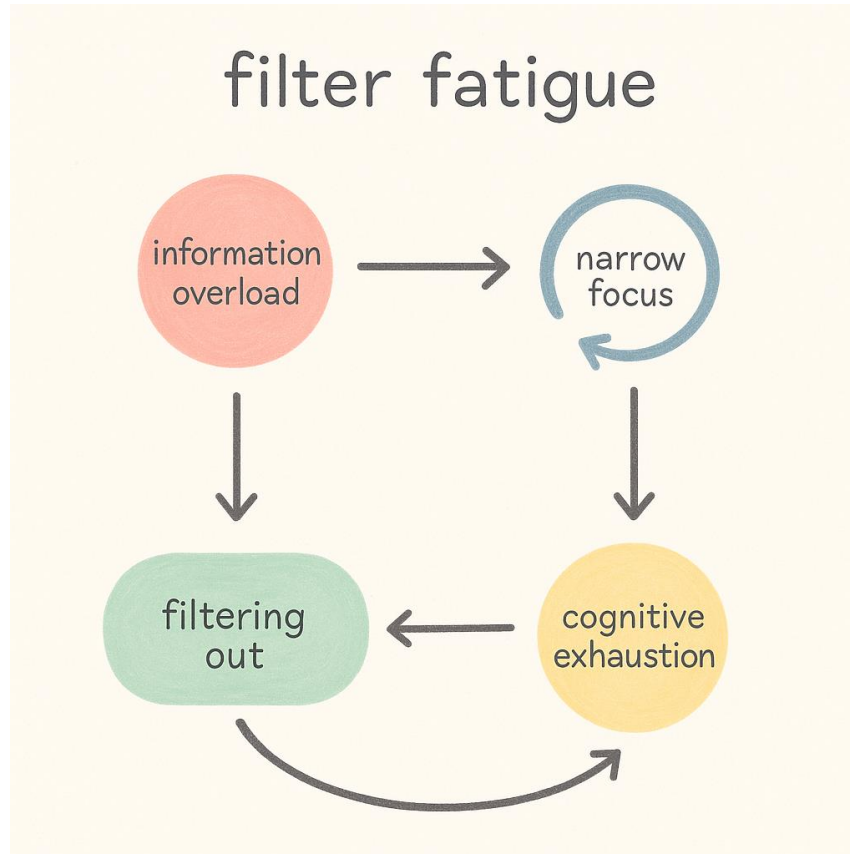 filter fatigue
information
overload
narrow
focus
filtering
out
cognitive
exhaustion